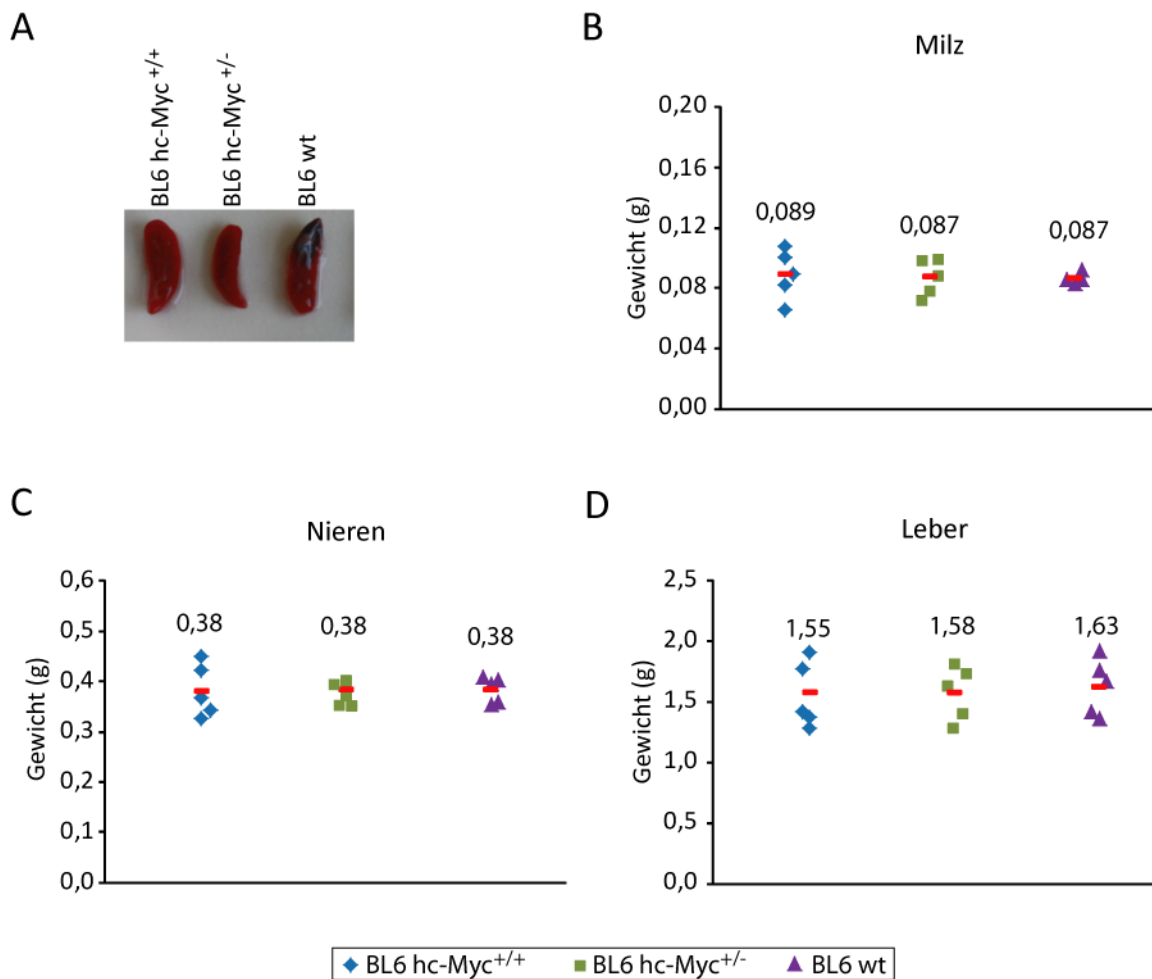 A
BL6 hc-Myc+/+
BL6 hc-Myc+/-
BL6 wt
B
Milz
Gewicht (g)
0,20
0,16
0,12
0,08
0,04
0,00
0,089
0,087
0,087
C
Nieren
Gewicht (g)
0,6
0,5
0,4
0,3
0,2
0,1
0,0
0,38
0,38
0,38
D
Leber
Gewicht (g)
2,5
2,0
1,5
1,0
0,5
0,0
1,55
1,58
1,63
BL6 hc-Myc+/+ BL6 hc-Myc+/- BL6 wt